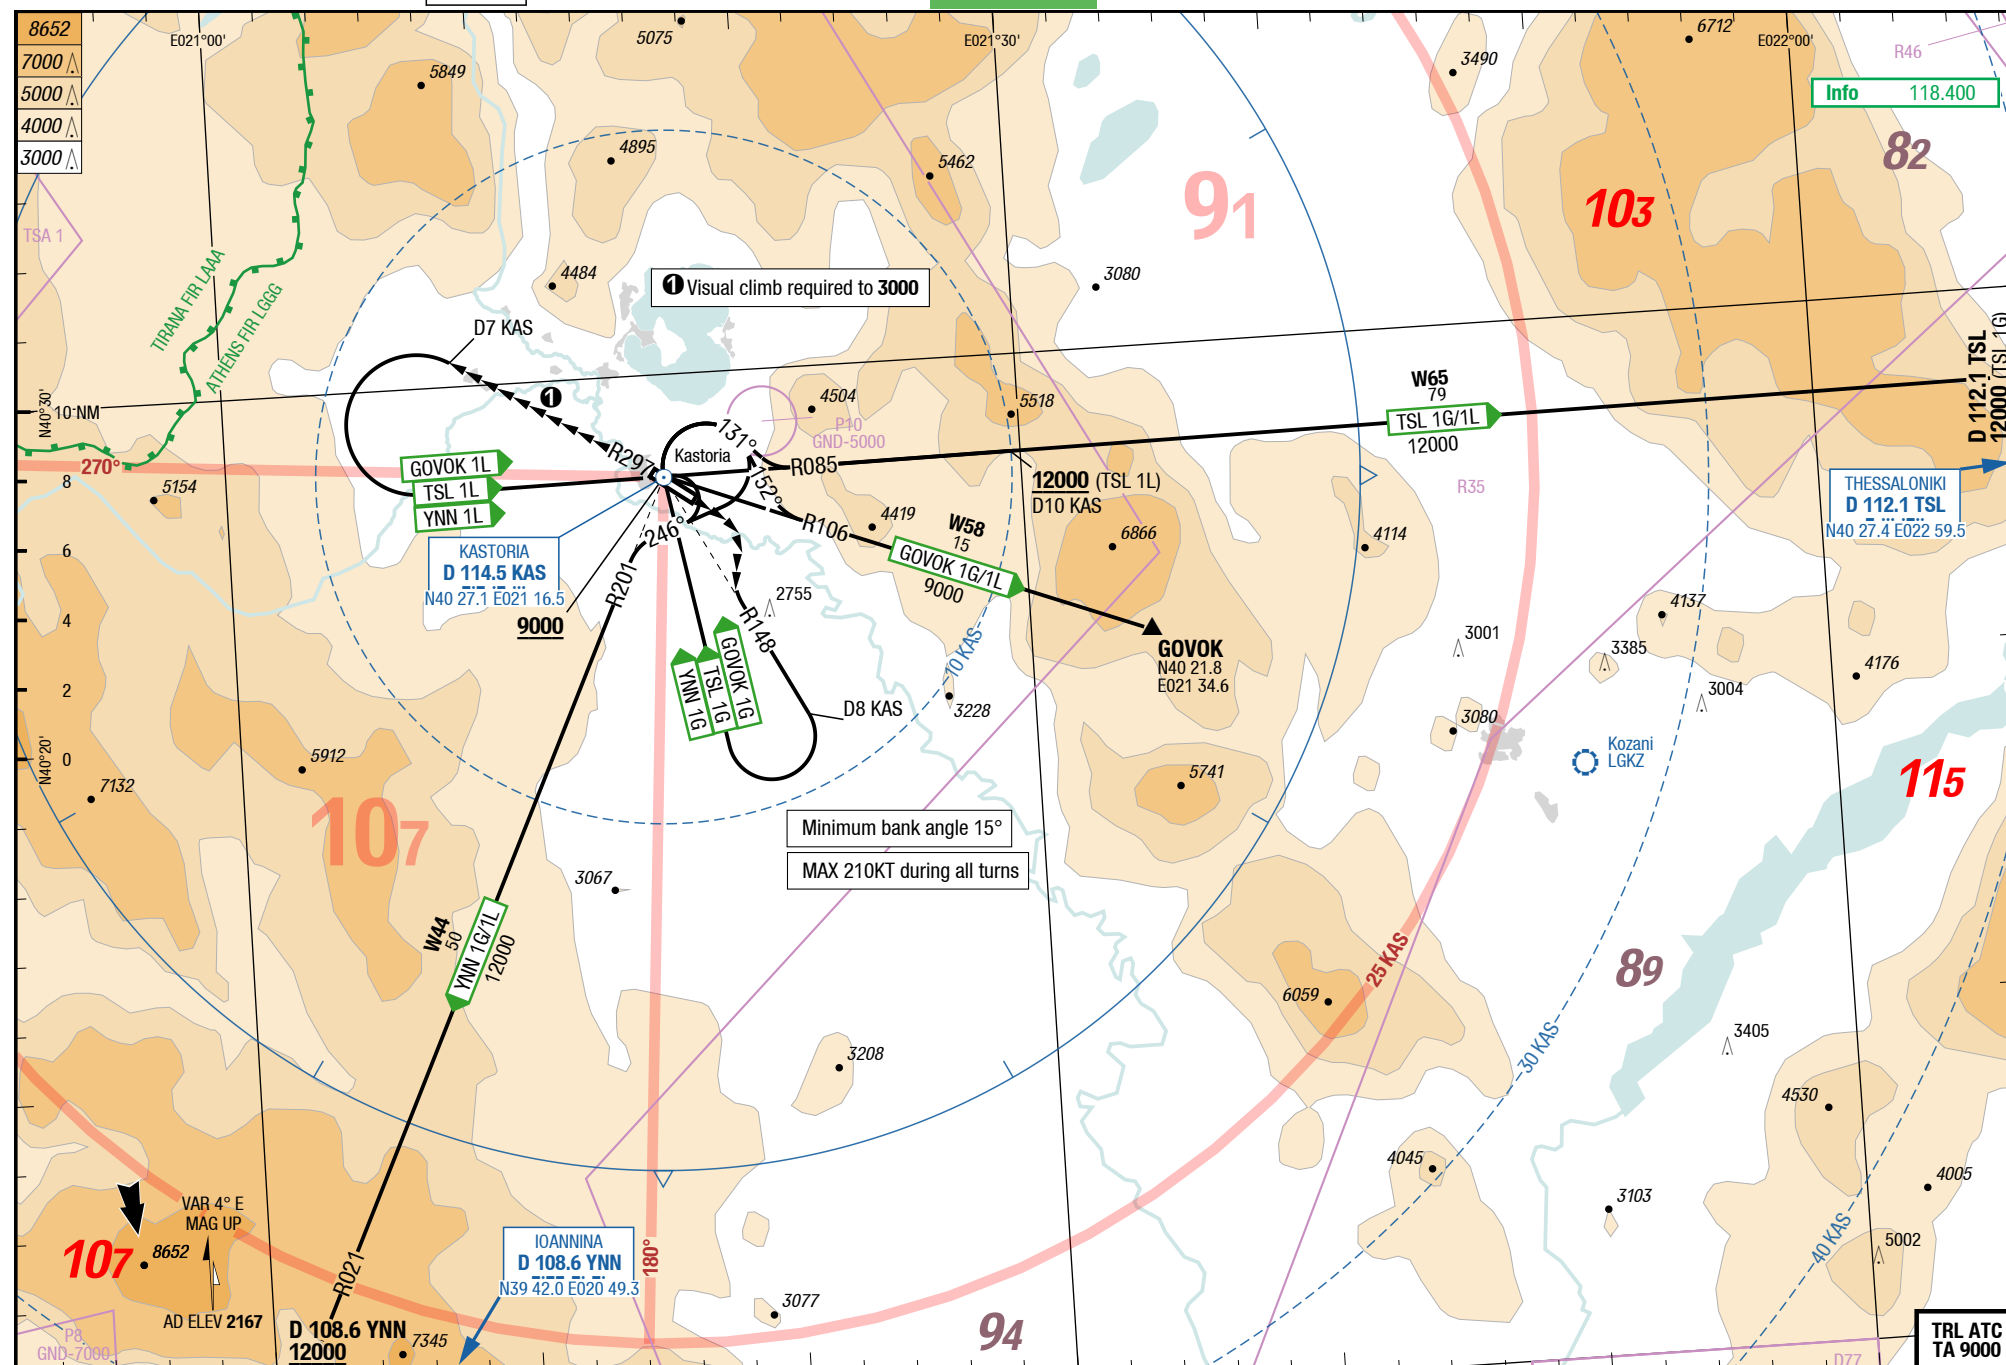 8652
7000
5000
4000
3000
E021°00'
E021°30'
E022°00'
5075
5849
4895
5462
3490
6712
R46
Info 118.400
82
103
91
TSA 1
TIRANA FIR LAAA
ATHENS FIR LGGG
4484
1 Visual climb required to 3000
3080
D7 KAS
1
N40°30'
10 NM
8
6
4
2
0
N40°20'
270°
5154
GOVOK 1L
TSL 1L
YNN 1L
R297
Kastoria
131°
152°
246°
R085
R106
R201
R148
4504
P10
GND-5000
5518
W65
79
TSL 1G/1L
12000
D 112.1 TSL
12000 (TSL 1G)
12000 (TSL 1L)
D10 KAS
R35
THESSALONIKI
D 112.1 TSL
N40 27.4 E022 59.5
KASTORIA
D 114.5 KAS
N40 27.1 E021 16.5
9000
4419
W58
15
GOVOK 1G/1L
9000
6866
4114
2755
GOVOK
N40 21.8
E021 34.6
YNN 1G
TSL 1G
GOVOK 1G
D8 KAS
10 KAS
3228
3001
4137
3385
3004
4176
3080
Kozani
LGKZ
115
5912
7132
107
5741
Minimum bank angle 15°
MAX 210KT during all turns
3067
W44
50
YNN 1G/1L
12000
6059
25 KAS
89
3208
30 KAS
3405
4530
4045
3103
4005
40 KAS
5002
VAR 4° E
MAG UP
107
8652
AD ELEV 2167
R021
IOANNINA
D 108.6 YNN
N39 42.0 E020 49.3
180°
3077
94
P8
GND-7000
D 108.6 YNN
12000
7345
D77
TRL ATC
TA 9000